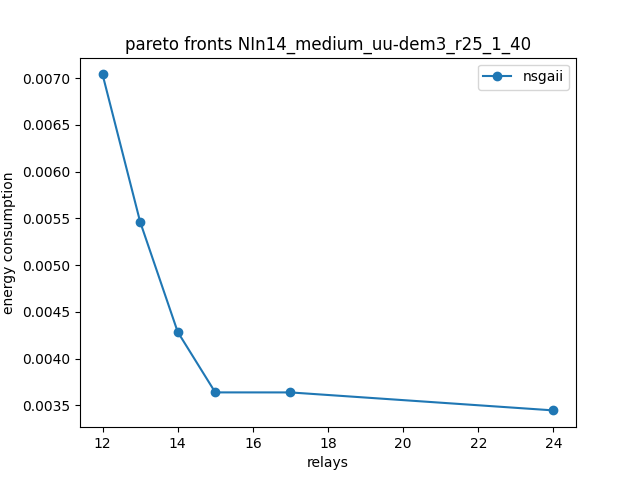 pareto fronts NIn14_medium_uu-dem3_r25_1_40
nsgaii
energy consumption
0.0070
0.0065
0.0060
0.0055
0.0050
0.0045
0.0040
0.0035
12 14 16 18 20 22 24
relays